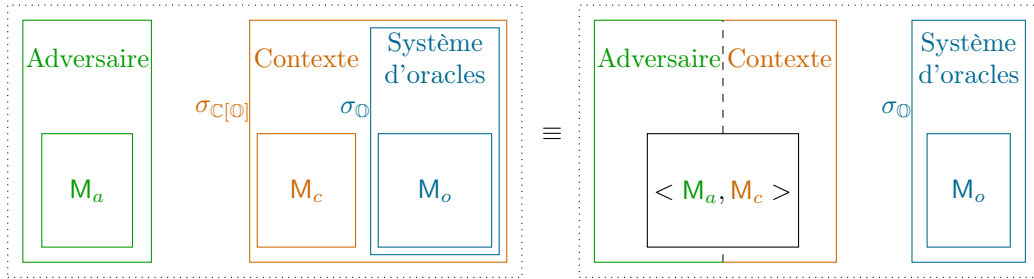 Adversaire
Contexte
Système
d'oracles
σ_ℂ[𝕆]
σ_𝕆
M_a
M_c
M_o
≡
Adversaire
Contexte
Système
d'oracles
σ_𝕆
< M_a, M_c >
M_o